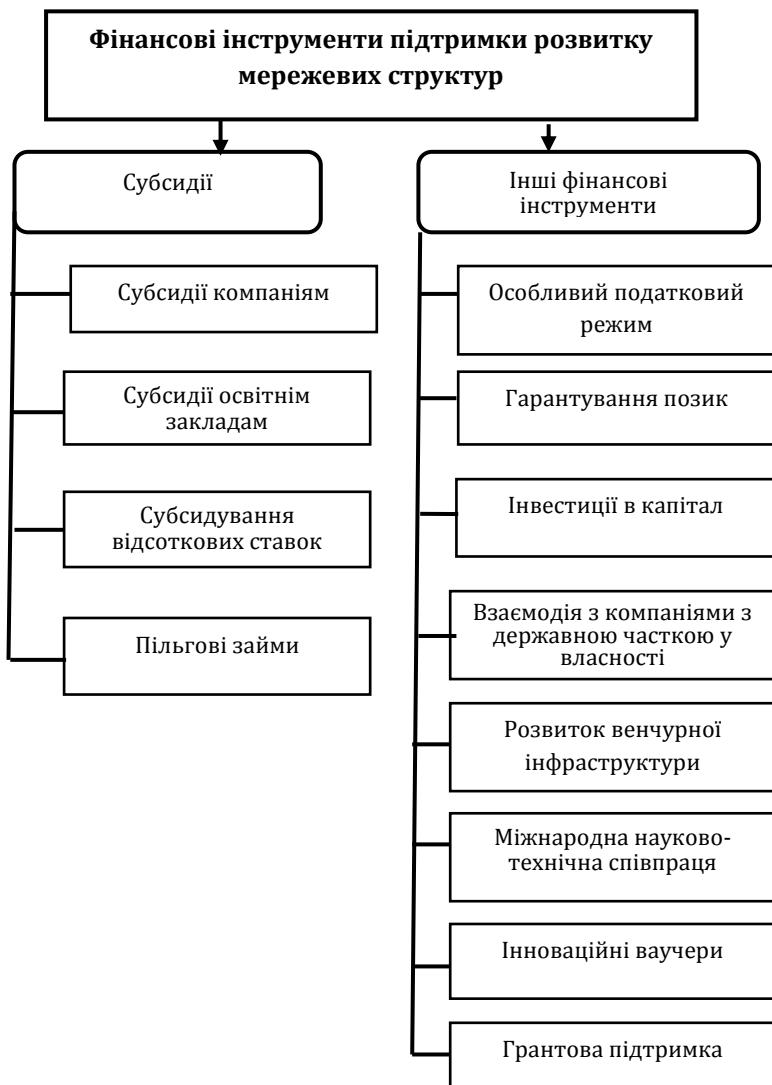 Фінансові інструменти підтримки розвитку
мережевих структур
Субсидії
Субсидії компаніям
Субсидії освітнім
закладам
Субсидування
відсоткових ставок
Пільгові займи
Інші фінансові
інструменти
Особливий податковий
режим
Гарантування позик
Інвестиції в капітал
Взаємодія з компаніями з
державною часткою у
власності
Розвиток венчурної
інфраструктури
Міжнародна науково-
технічна співпраця
Інноваційні ваучери
Грантова підтримка